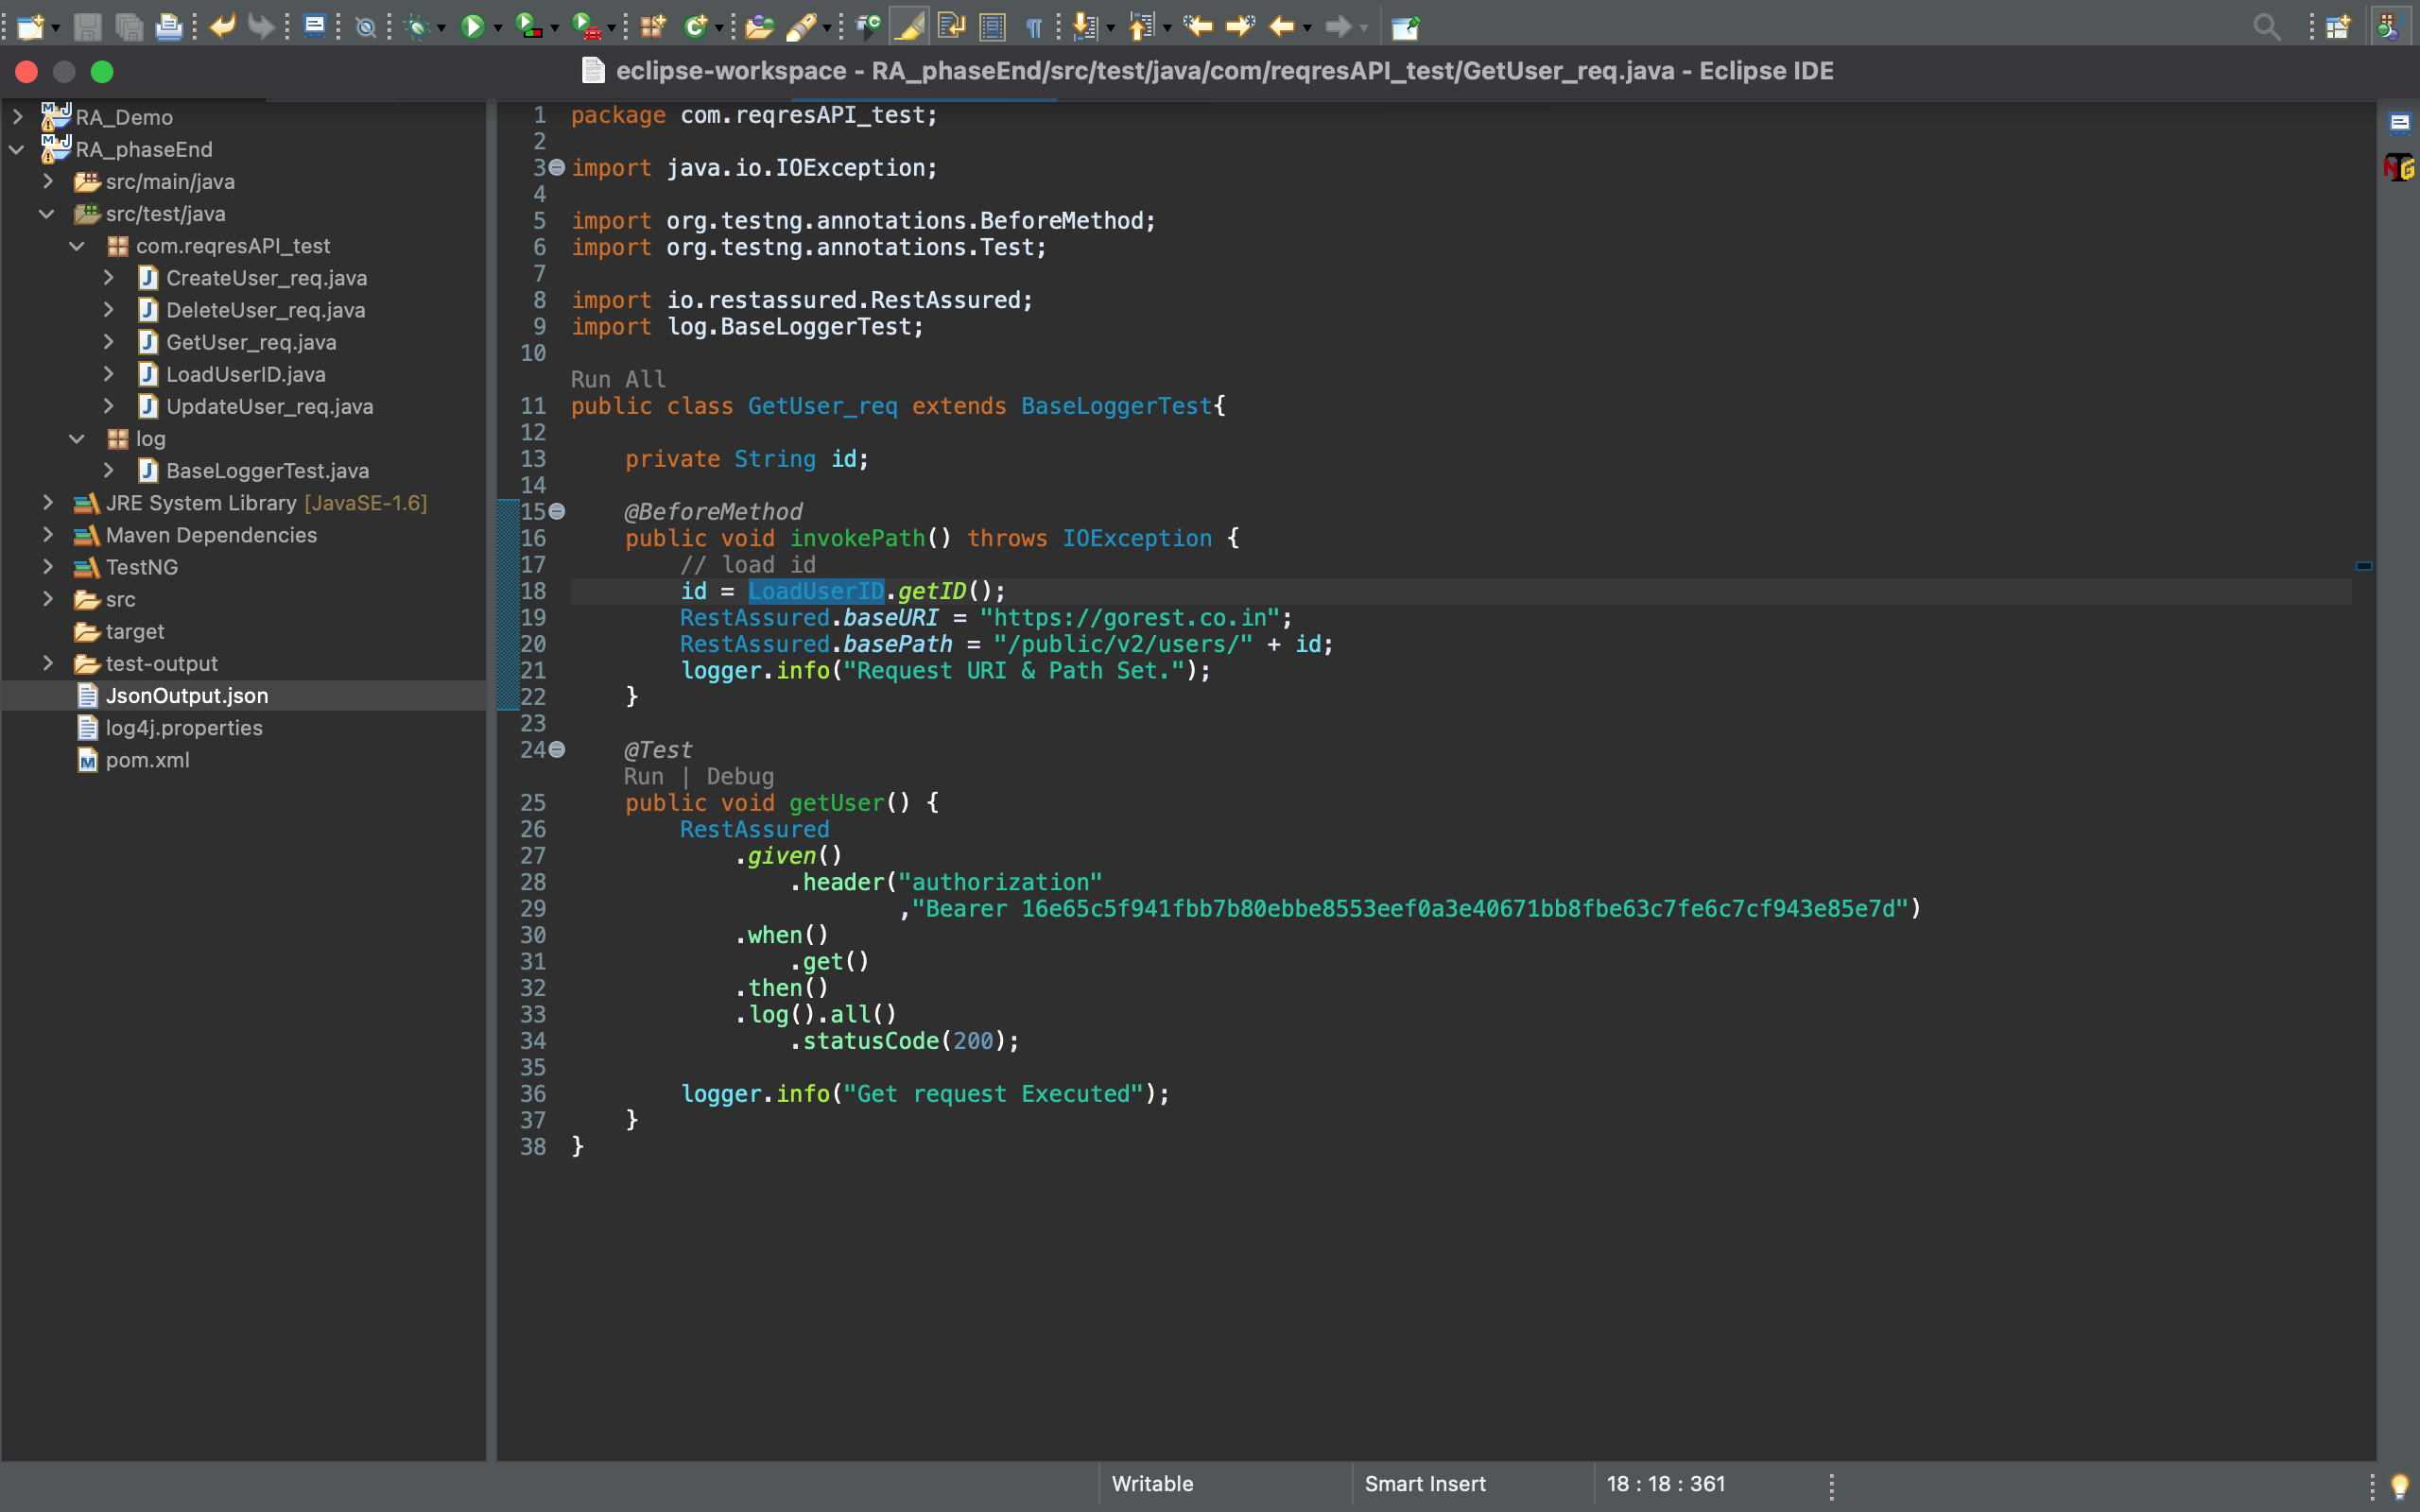 eclipse-workspace - RA_phaseEnd/src/test/java/com/reqresAPI_test/GetUser_req.java - Eclipse IDE
RA_Demo
RA_phaseEnd
src/main/java
src/test/java
com.reqresAPI_test
CreateUser_req.java
DeleteUser_req.java
GetUser_req.java
LoadUserID.java
UpdateUser_req.java
log
BaseLoggerTest.java
JRE System Library [JavaSE-1.6]
Maven Dependencies
TestNG
src
target
test-output
JsonOutput.json
log4j.properties
pom.xml
1 package com.reqresAPI_test;
2
3 import java.io.IOException;
4
5 import org.testng.annotations.BeforeMethod;
6 import org.testng.annotations.Test;
7
8 import io.restassured.RestAssured;
9 import log.BaseLoggerTest;
10
Run All
11 public class GetUser_req extends BaseLoggerTest{
12
13 private String id;
14
15 @BeforeMethod
16 public void invokePath() throws IOException {
17 // load id
18 id = LoadUserID.getID();
19 RestAssured.baseURI = "https://gorest.co.in";
20 RestAssured.basePath = "/public/v2/users/" + id;
21 logger.info("Request URI & Path Set.");
22 }
23
24 @Test
Run | Debug
25 public void getUser() {
26 RestAssured
27 .given()
28 .header("authorization"
29 ,"Bearer 16e65c5f941fbb7b80ebbe8553eef0a3e40671bb8fbe63c7fe6c7cf943e85e7d")
30 .when()
31 .get()
32 .then()
33 .log().all()
34 .statusCode(200);
35
36 logger.info("Get request Executed");
37 }
38 }
Writable
Smart Insert
18 : 18 : 361